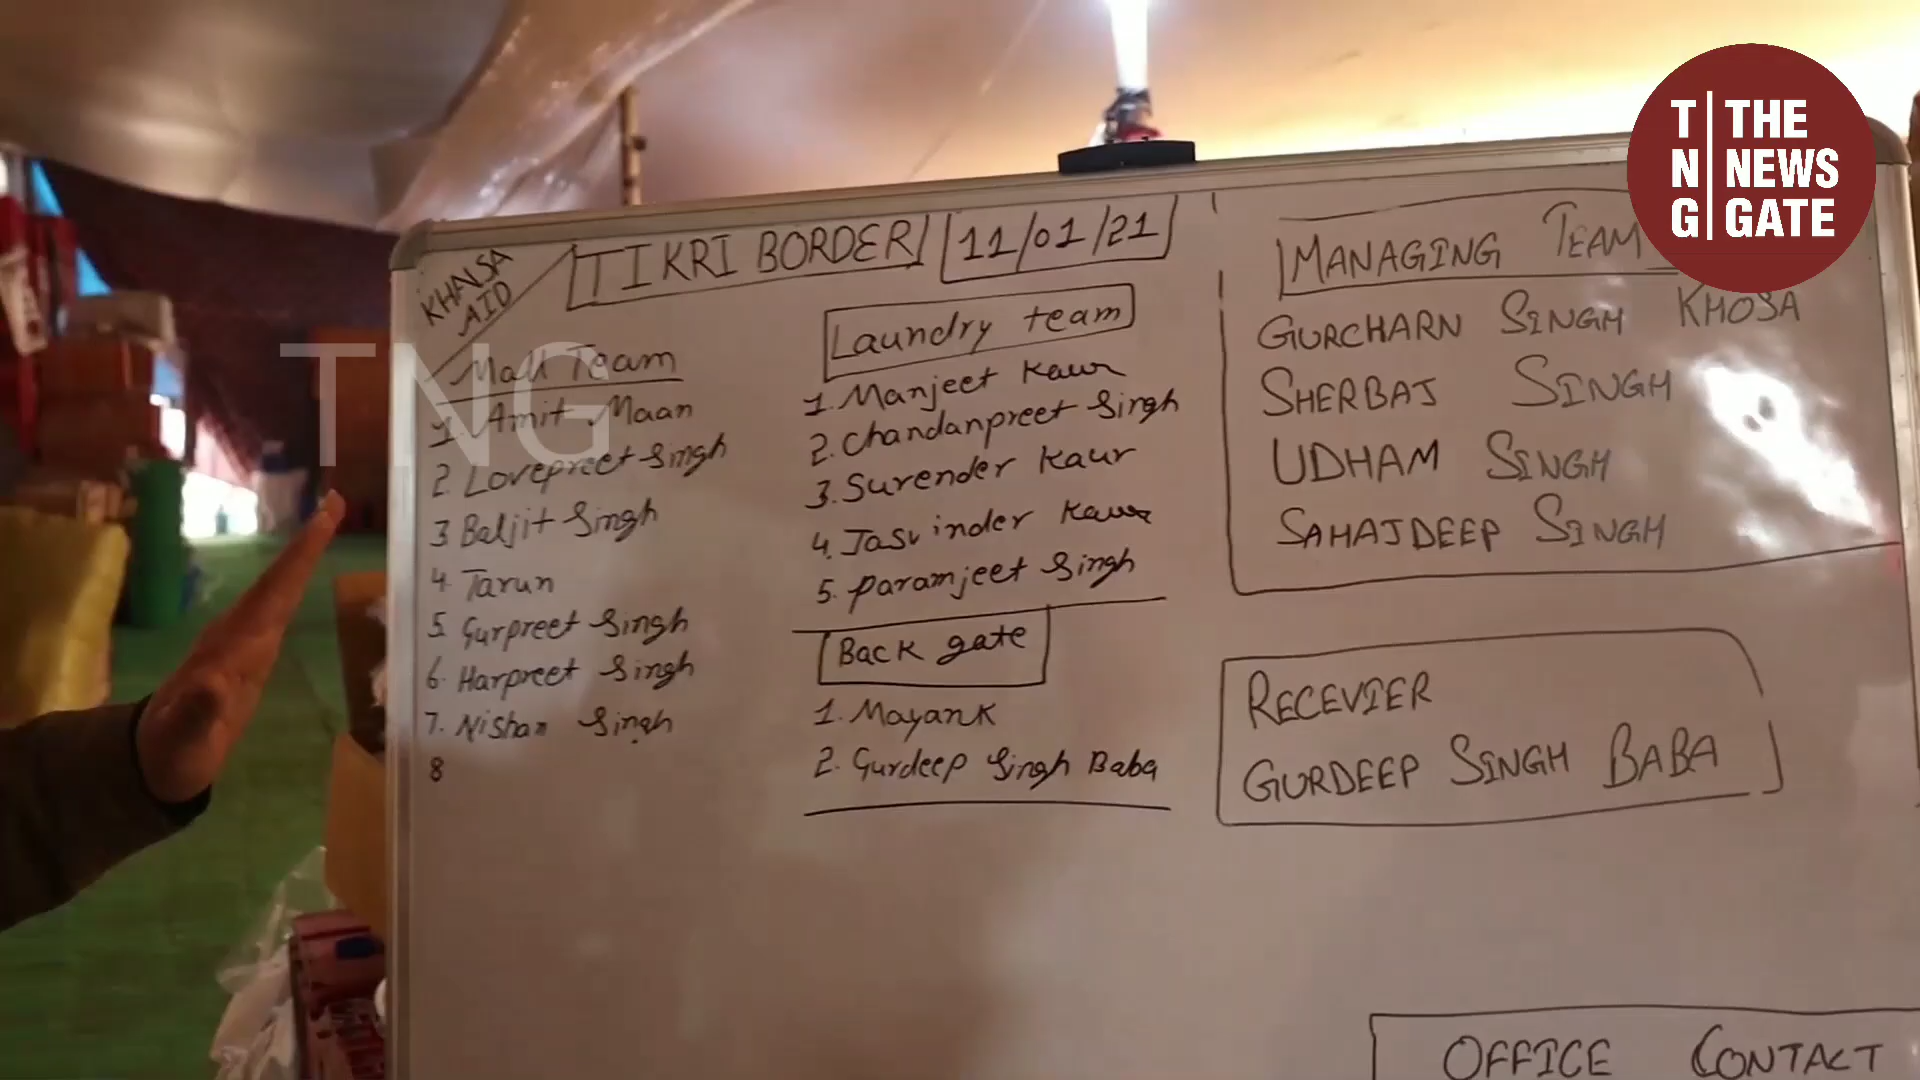 KHALSA AID
TIKRI BORDER
11/01/21
Mall Team
1 Amit Maan
2. Lovepreet Singh
3 Baljit Singh
4. Tarun
5. Gurpreet Singh
6. Harpreet Singh
7. Nishan Singh
8
Laundry team
1. Manjeet Kaur
2. Chandanpreet Singh
3. Surender Kaur
4. Jasvinder Kaur
5. Paramjeet Singh
Back gate
1. Mayank
2. Gurdeep Singh Baba
MANAGING TEAM
GURCHARN SINGH KHOSA
SHERBAJ SINGH
UDHAM SINGH
SAHAJDEEP SINGH
RECEVIER
GURDEEP SINGH BABA
OFFICE CONTACT
TNG
T THE
N NEWS
G GATE